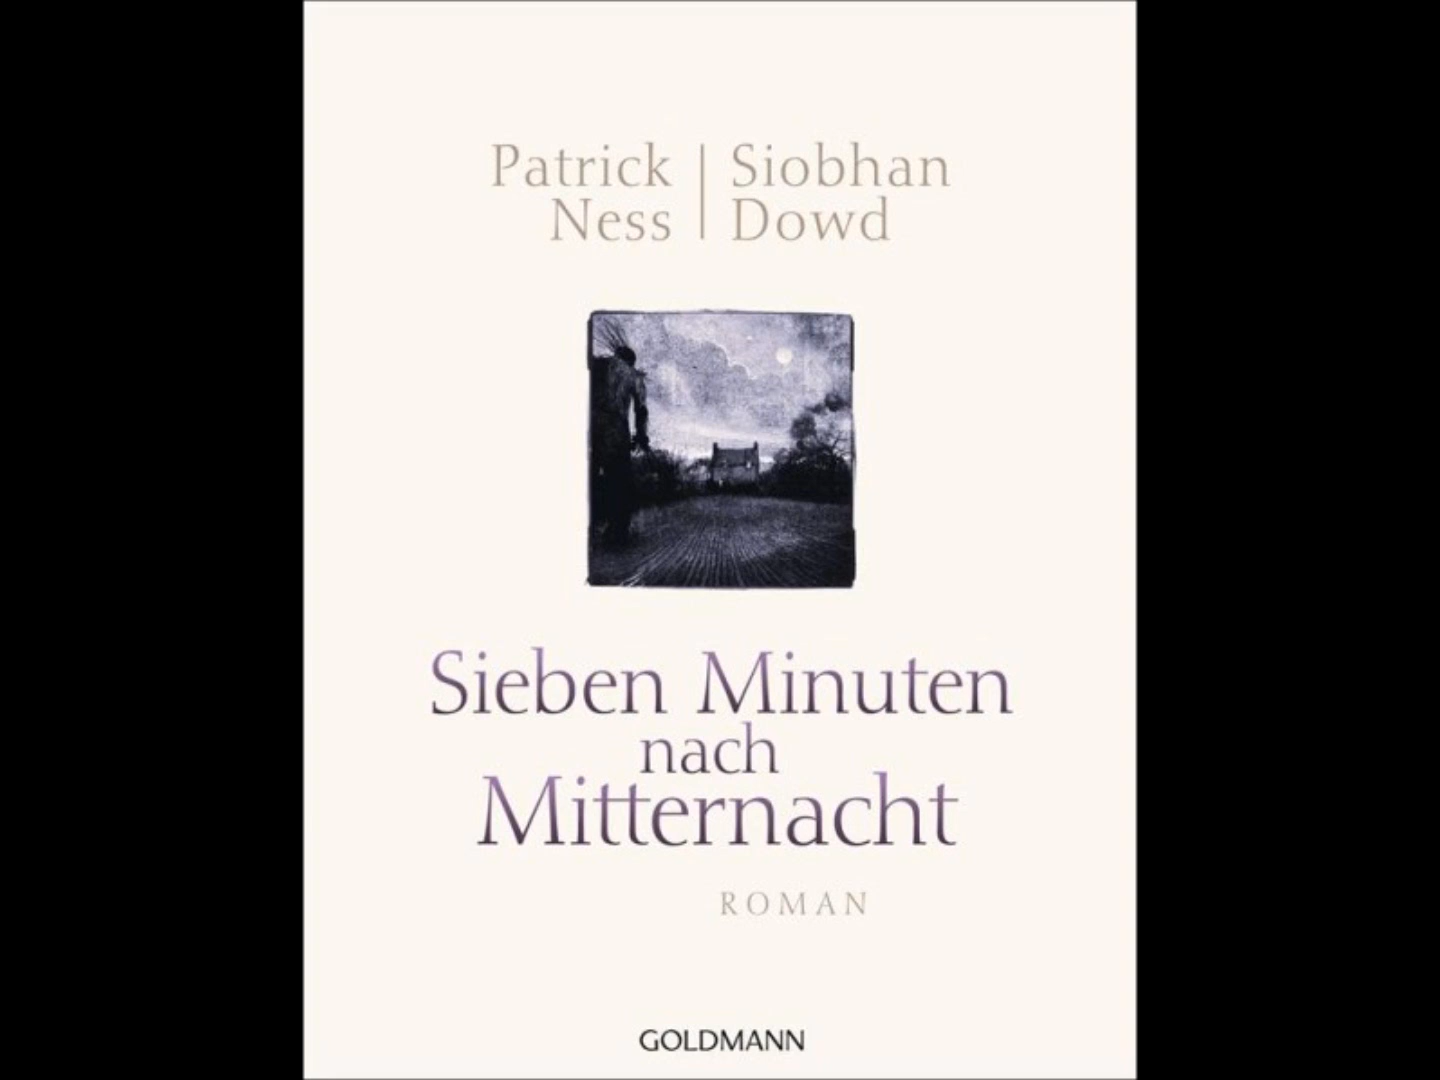 Patrick
Ness
Siobhan
Dowd
Sieben Minuten
nach
Mitternacht
ROMAN
GOLDMANN